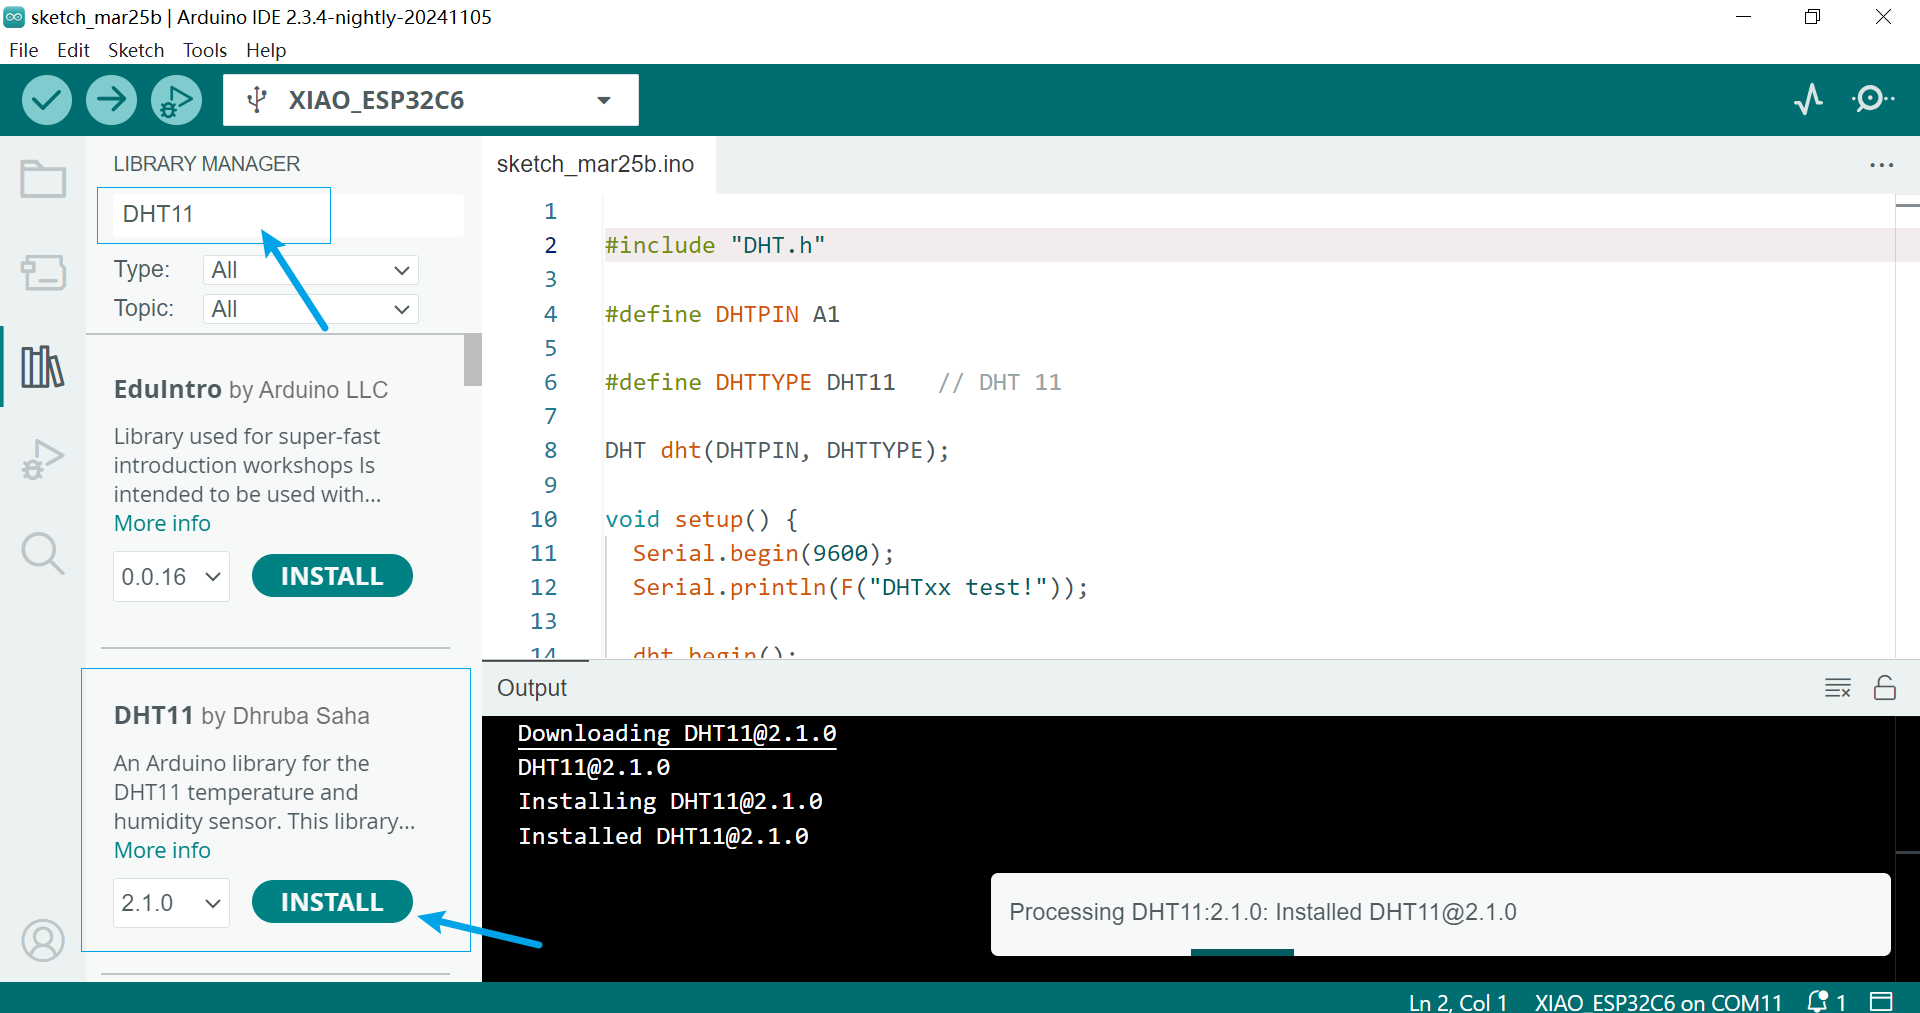 sketch_mar25b | Arduino IDE 2.3.4-nightly-20241105
File Edit Sketch Tools Help
XIAO_ESP32C6
LIBRARY MANAGER
DHT11
Type: All
Topic: All
EduIntro by Arduino LLC
Library used for super-fast
introduction workshops Is
intended to be used with...
More info
0.0.16 INSTALL
DHT11 by Dhruba Saha
An Arduino library for the
DHT11 temperature and
humidity sensor. This library...
More info
2.1.0 INSTALL
sketch_mar25b.ino
1
2 #include "DHT.h"
3
4 #define DHTPIN A1
5
6 #define DHTTYPE DHT11   // DHT 11
7
8 DHT dht(DHTPIN, DHTTYPE);
9
10 void setup() {
11   Serial.begin(9600);
12   Serial.println(F("DHTxx test!"));
13
14   dht.begin();
Output
Downloading DHT11@2.1.0
DHT11@2.1.0
Installing DHT11@2.1.0
Installed DHT11@2.1.0
Processing DHT11:2.1.0: Installed DHT11@2.1.0
Ln 2, Col 1 XIAO_ESP32C6 on COM11 1